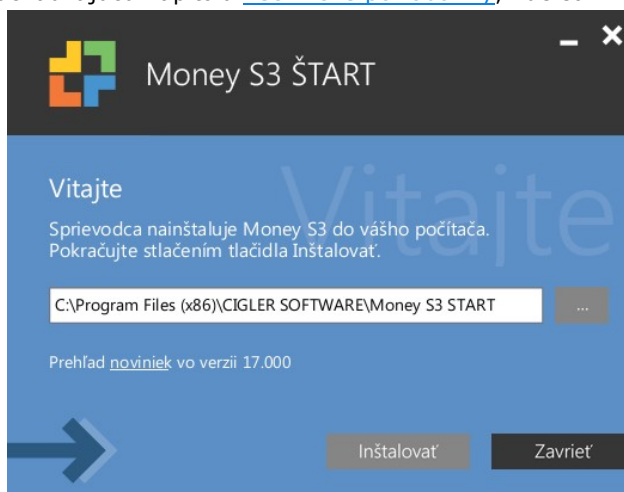 Money S3 ŠTART
Vitajte
Vitajte
Sprievodca nainštaluje Money S3 do vášho počítača.
Pokračujte stlačením tlačidla Inštalovať.
C:\Program Files (x86)\CIGLER SOFTWARE\Money S3 START
...
Prehľad noviniek vo verzii 17.000
Inštalovať
Zavrieť